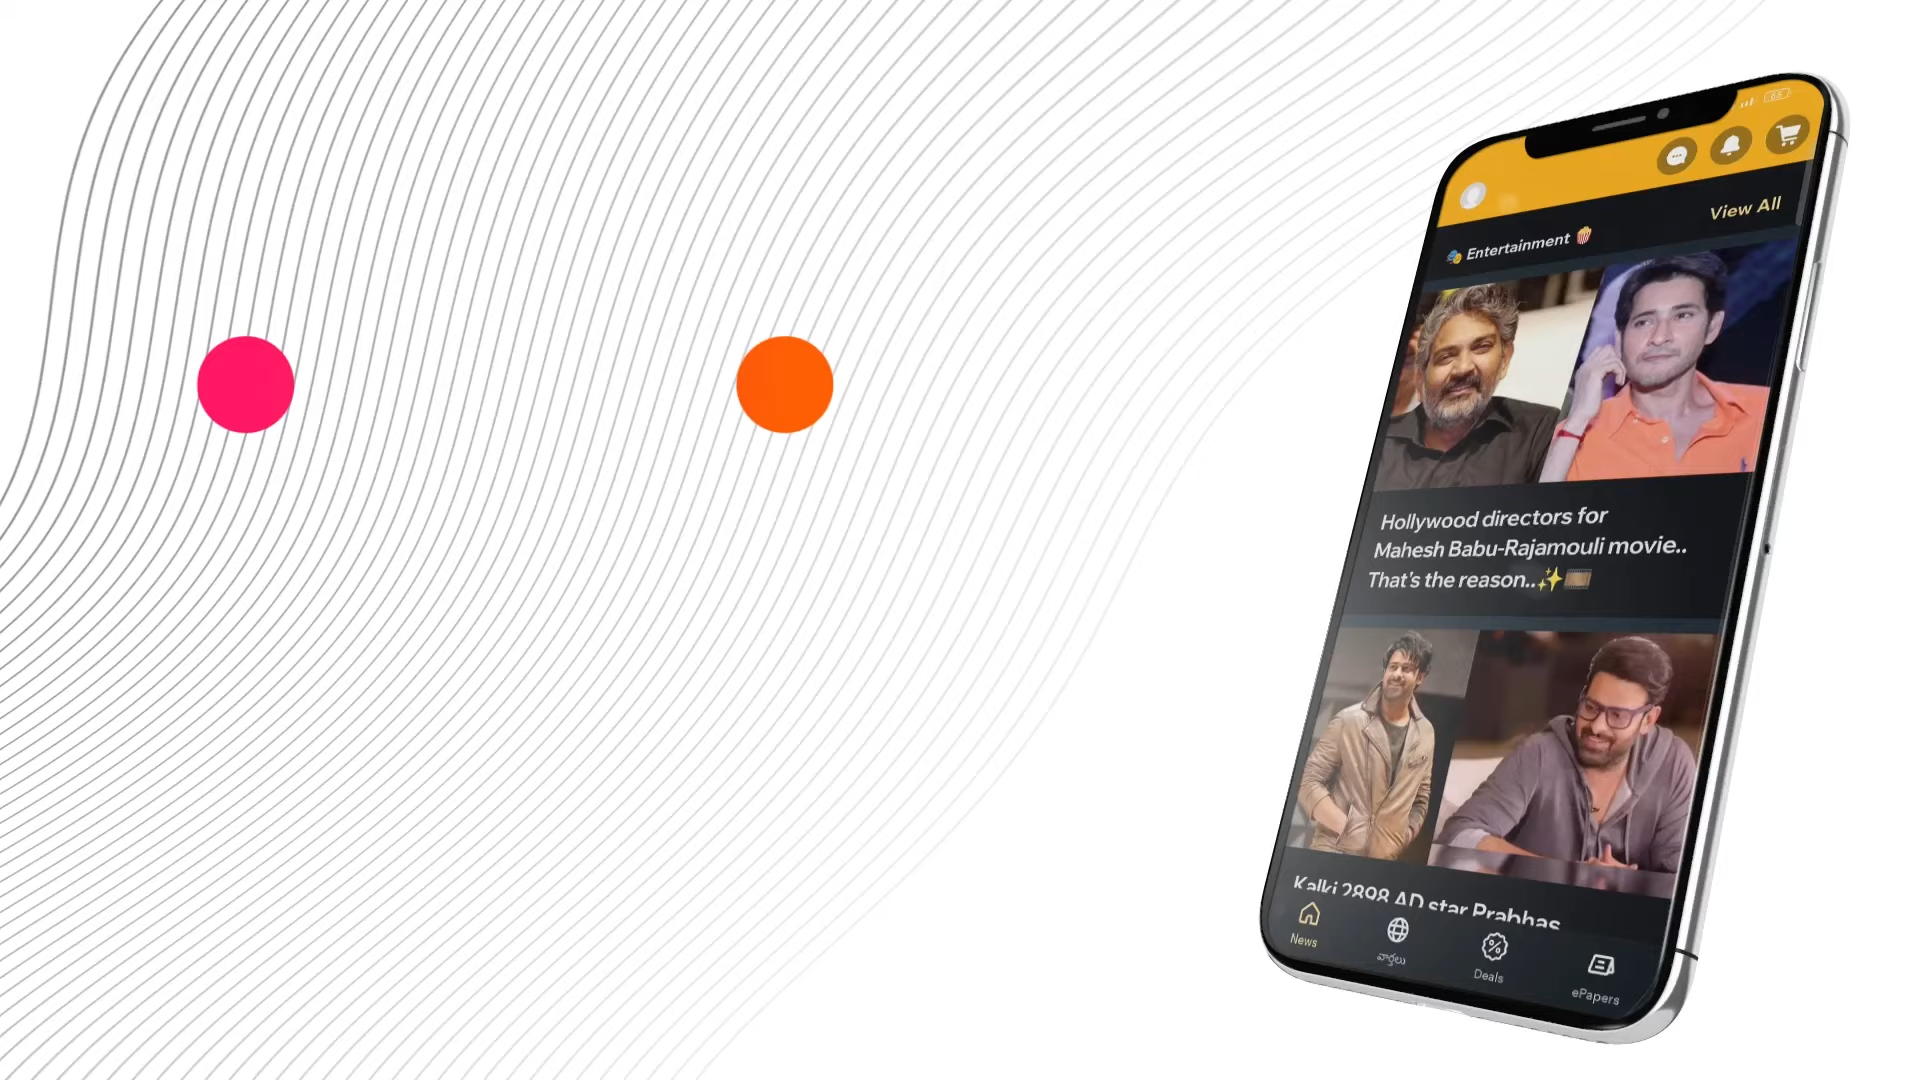 View All
🎭 Entertainment 🍿
Hollywood directors for
Mahesh Babu-Rajamouli movie..
That's the reason..✨🎞️
Kalki 2898 AD star Prabhas
News
వార్తలు
Deals
ePapers